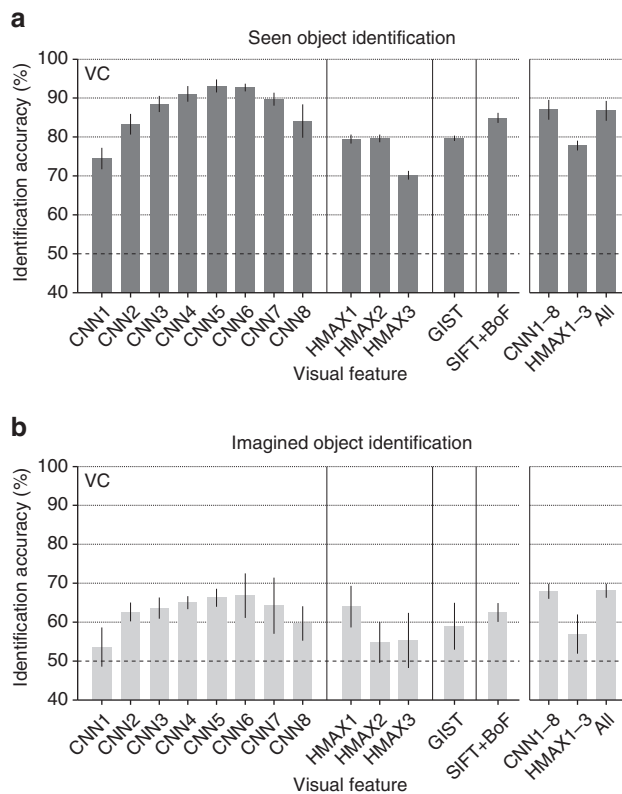 a
Seen object identification
VC
Identification accuracy (%)
100
90
80
70
60
50
40
CNN1
CNN2
CNN3
CNN4
CNN5
CNN6
CNN7
CNN8
HMAX1
HMAX2
HMAX3
GIST
SIFT+BoF
CNN1–8
HMAX1–3
All
Visual feature
b
Imagined object identification
VC
Identification accuracy (%)
100
90
80
70
60
50
40
CNN1
CNN2
CNN3
CNN4
CNN5
CNN6
CNN7
CNN8
HMAX1
HMAX2
HMAX3
GIST
SIFT+BoF
CNN1–8
HMAX1–3
All
Visual feature